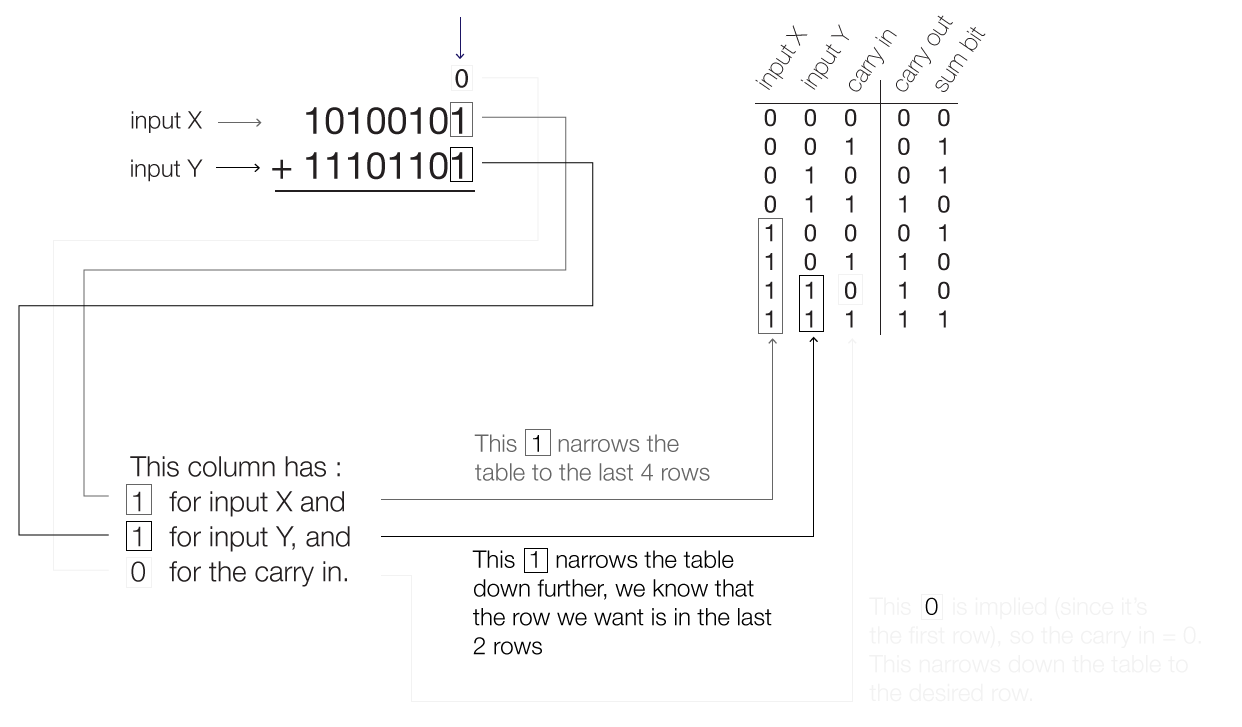 0
input X 10100101
input Y + 11101101
input X input Y carry in carry out sum bit
0 0 0 0 0
0 0 1 0 1
0 1 0 0 1
0 1 1 1 0
1 0 0 0 1
1 0 1 1 0
1 1 0 1 0
1 1 1 1 1
This column has :
1 for input X and
1 for input Y, and
0 for the carry in.
This 1 narrows the
table to the last 4 rows
This 1 narrows the table
down further, we know that
the row we want is in the last
2 rows
This 0 is implied (since it's
the first row), so the carry in = 0.
This narrows down the table to
the desired row.